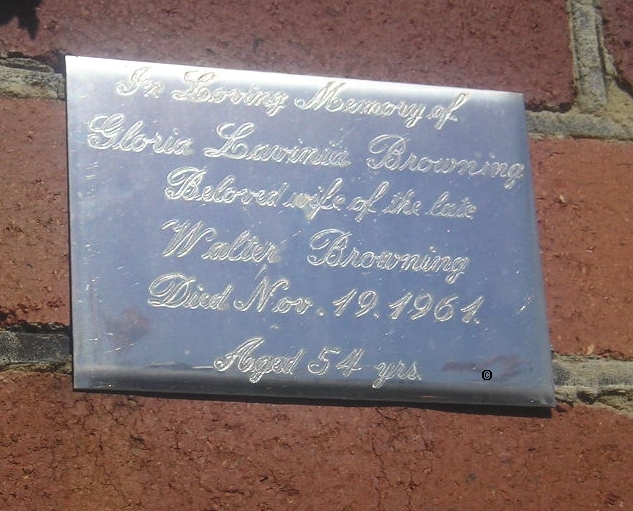 In Loving Memory of
Gloria Lavinia Browning
Beloved wife of the late
Walter Browning
Died Nov. 19. 1961.
Aged 54 yrs.
©